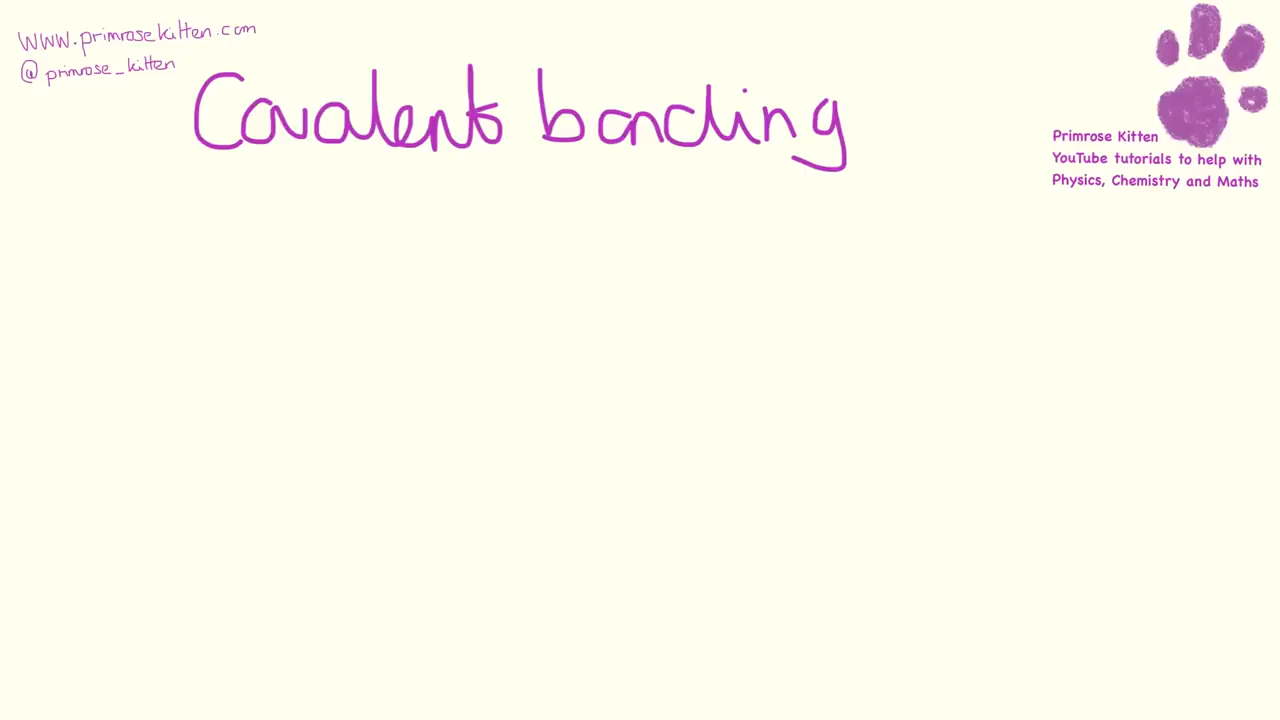 www.primrosekitten.com
@primrose_kitten
Covalent bonding
Primrose Kitten
YouTube tutorials to help with
Physics, Chemistry and Maths